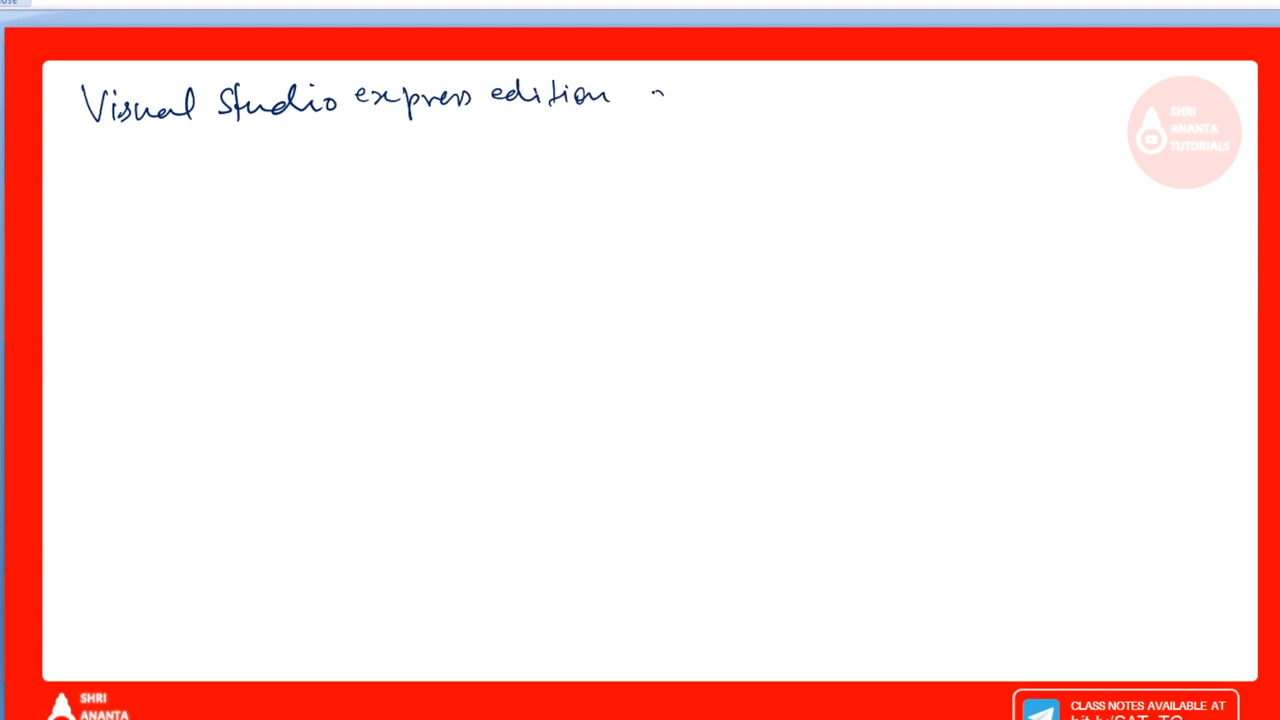 Visual Studio express edition
SHRI
ANANTA
TUTORIALS
SHRI
ANANTA
CLASS NOTES AVAILABLE AT